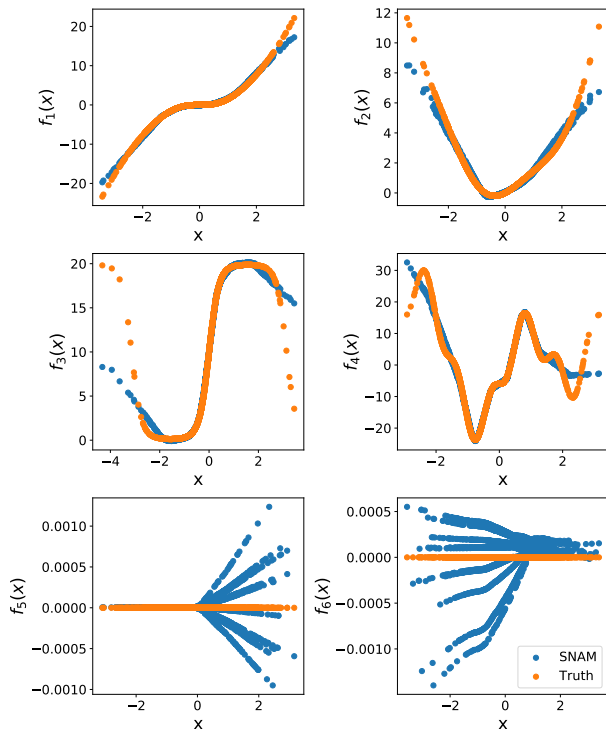 20
10
0
−10
−20
f₁(x)
−2 0 2
x
12
10
8
6
4
2
0
f₂(x)
−2 0 2
x
20
15
10
5
0
f₃(x)
−4 −2 0 2
x
30
20
10
0
−10
−20
f₄(x)
−2 0 2
x
0.0010
0.0005
0.0000
−0.0005
−0.0010
f₅(x)
−2 0 2
x
0.0005
0.0000
−0.0005
−0.0010
f₆(x)
−2 0 2
x
SNAM
Truth